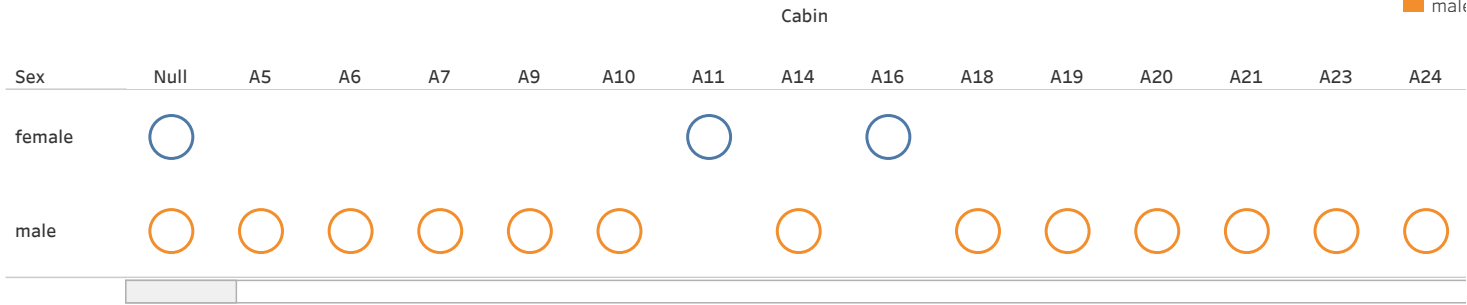 male
Cabin
Sex Null A5 A6 A7 A9 A10 A11 A14 A16 A18 A19 A20 A21 A23 A24
female
male